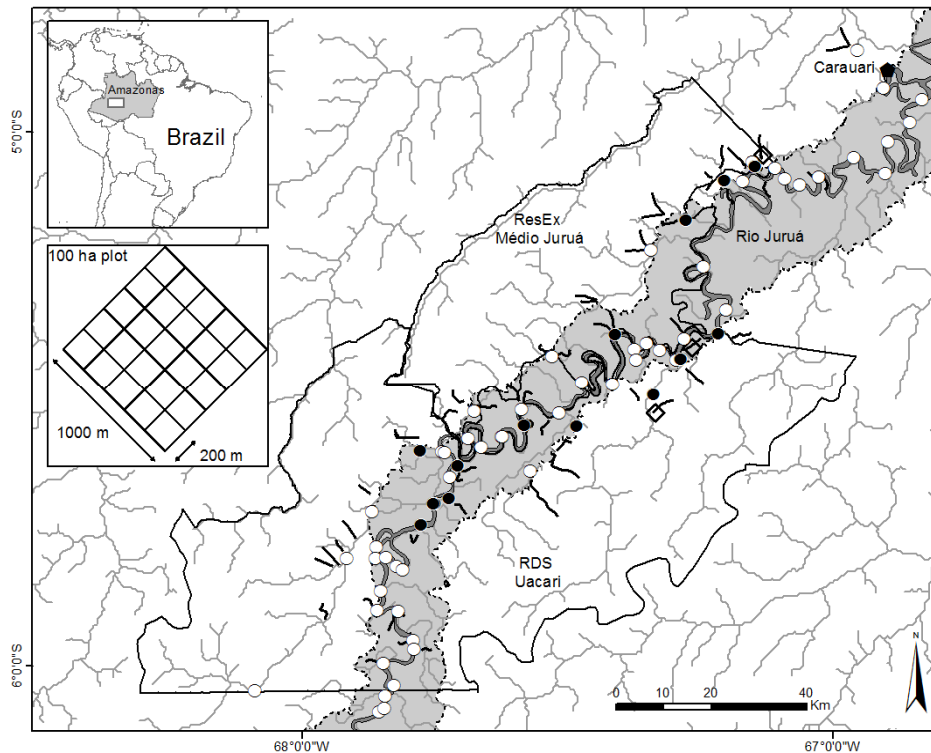 Amazonas
Brazil
100 ha plot
1000 m
200 m
Carauari
ResEx
Médio Juruá
Rio Juruá
RDS
Uacari
N
0 10 20 40
Km
5°0'0"S
6°0'0"S
68°0'0"W
67°0'0"W